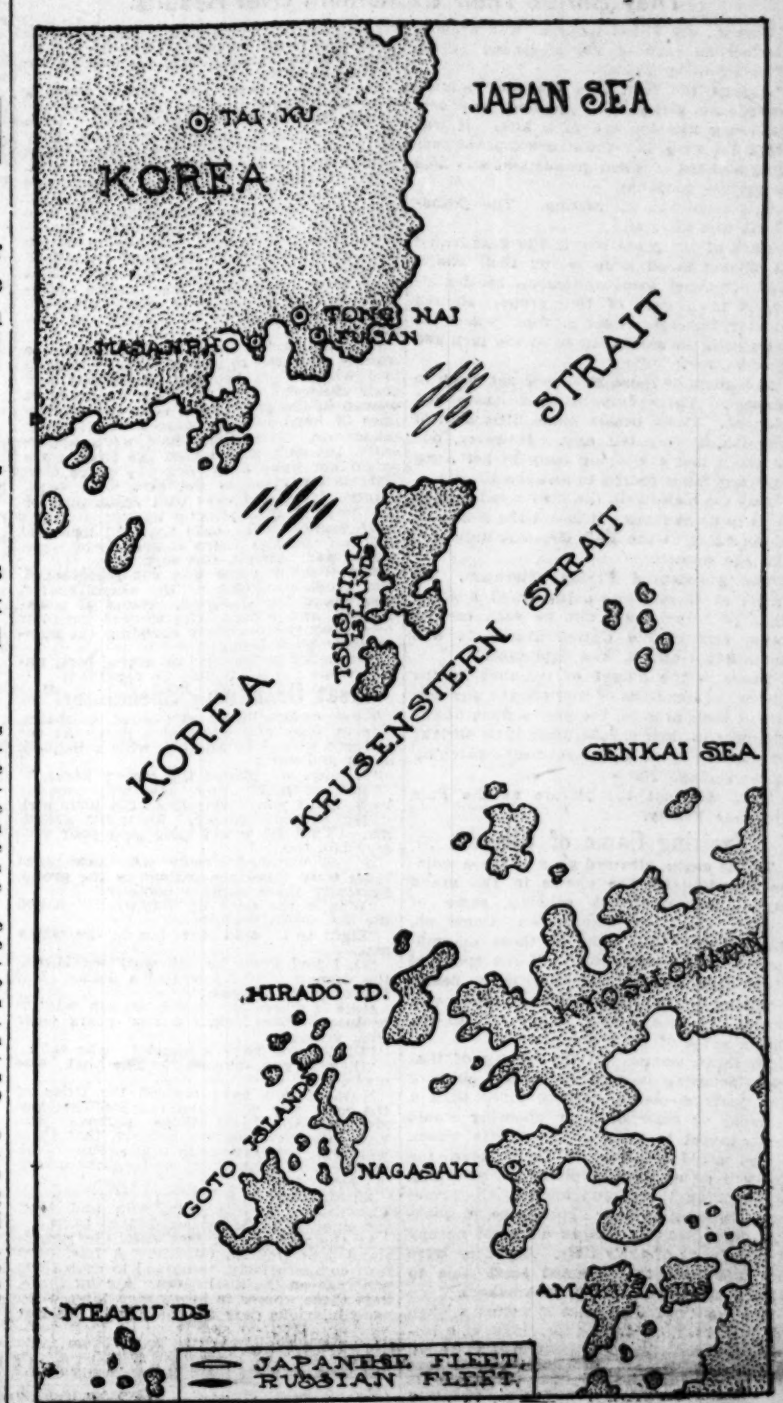 JAPAN SEA
TAI KU
KOREA
TONG NAI
FUSAN
MASANPHO
KOREA STRAIT
TSUSHIMA
ISLANDS
KRUSENSTERN STRAIT
GENKAI SEA
HIRADO ID.
KYOSHO, JAPAN
GOTO ISLANDS
NAGASAKI
AMAKUSA IDS
MEAKU IDS
JAPANESE FLEET.
RUSSIAN FLEET.